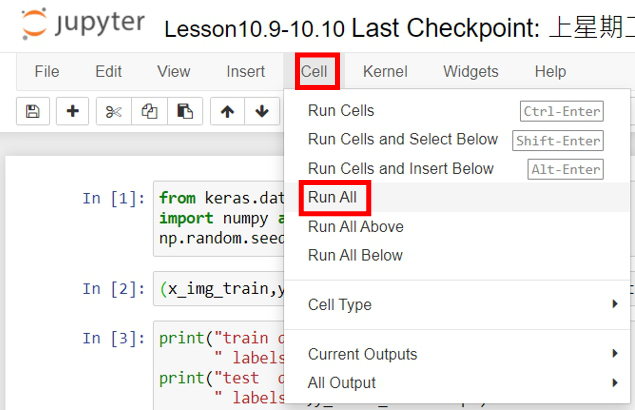 jupyter Lesson10.9-10.10 Last Checkpoint: 上星期
File Edit View Insert Cell Kernel Widgets Help
Run Cells Ctrl-Enter
Run Cells and Select Below Shift-Enter
Run Cells and Insert Below Alt-Enter
Run All
Run All Above
Run All Below
Cell Type
Current Outputs
All Output
In [1]: from keras.dat
import numpy a
np.random.seed
In [2]: (x_img_train,y
In [3]: print("train d
" labels
print("test d
" labels